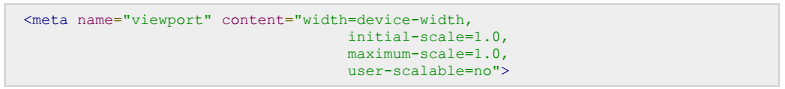 <meta name="viewport" content="width=device-width,
initial-scale=1.0,
maximum-scale=1.0,
user-scalable=no">